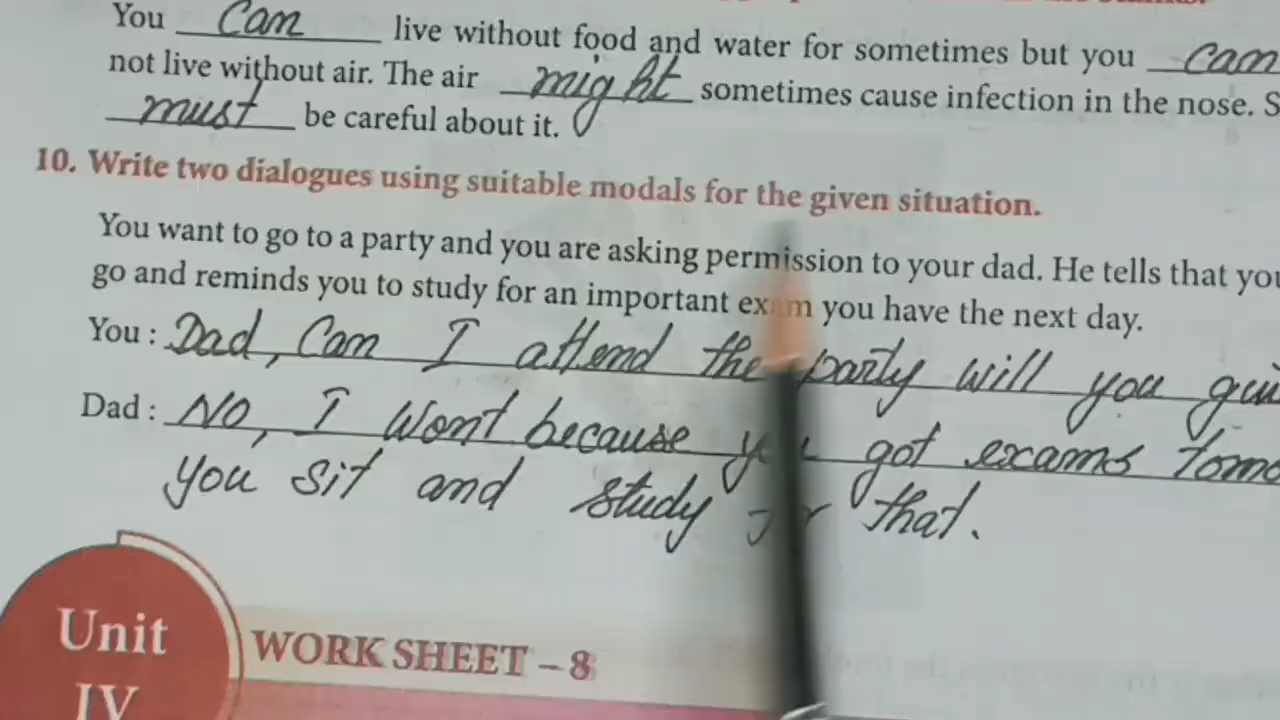 You can live without food and water for sometimes but you can
not live without air. The air might sometimes cause infection in the nose. S
must be careful about it.
10. Write two dialogues using suitable modals for the given situation.
You want to go to a party and you are asking permission to your dad. He tells that you
go and reminds you to study for an important exam you have the next day.
You : Dad, Can I attend the party will you
Dad : No, I Wont because you got exams
you sit and study for that.
Unit
IV
WORK SHEET – 8